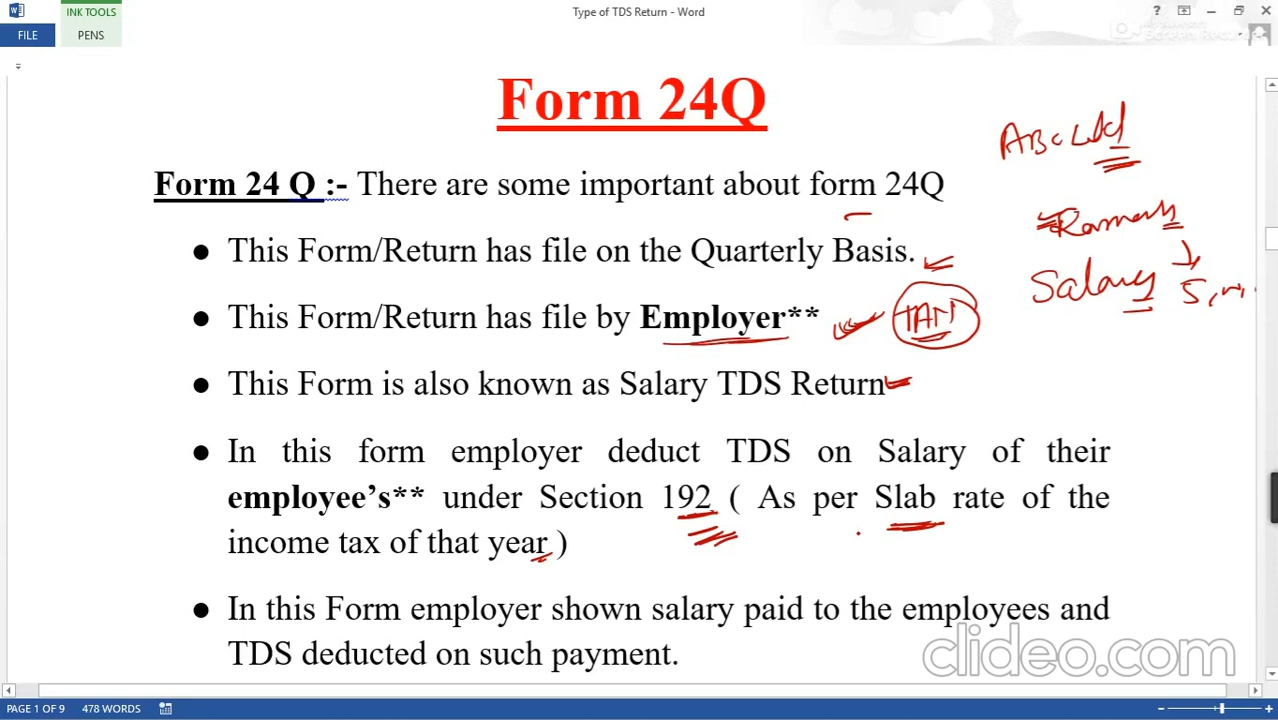 INK TOOLS
Type of TDS Return - Word
FILE
PENS
Form 24Q
ABC Ltd
Form 24 Q :- There are some important about form 24Q
Ramesh
This Form/Return has file on the Quarterly Basis.
Salary
This Form/Return has file by Employer**
TAN
This Form is also known as Salary TDS Return
In this form employer deduct TDS on Salary of their
employee's** under Section 192 ( As per Slab rate of the
income tax of that year )
In this Form employer shown salary paid to the employees and
TDS deducted on such payment.
clideo.com
PAGE 1 OF 9 478 WORDS